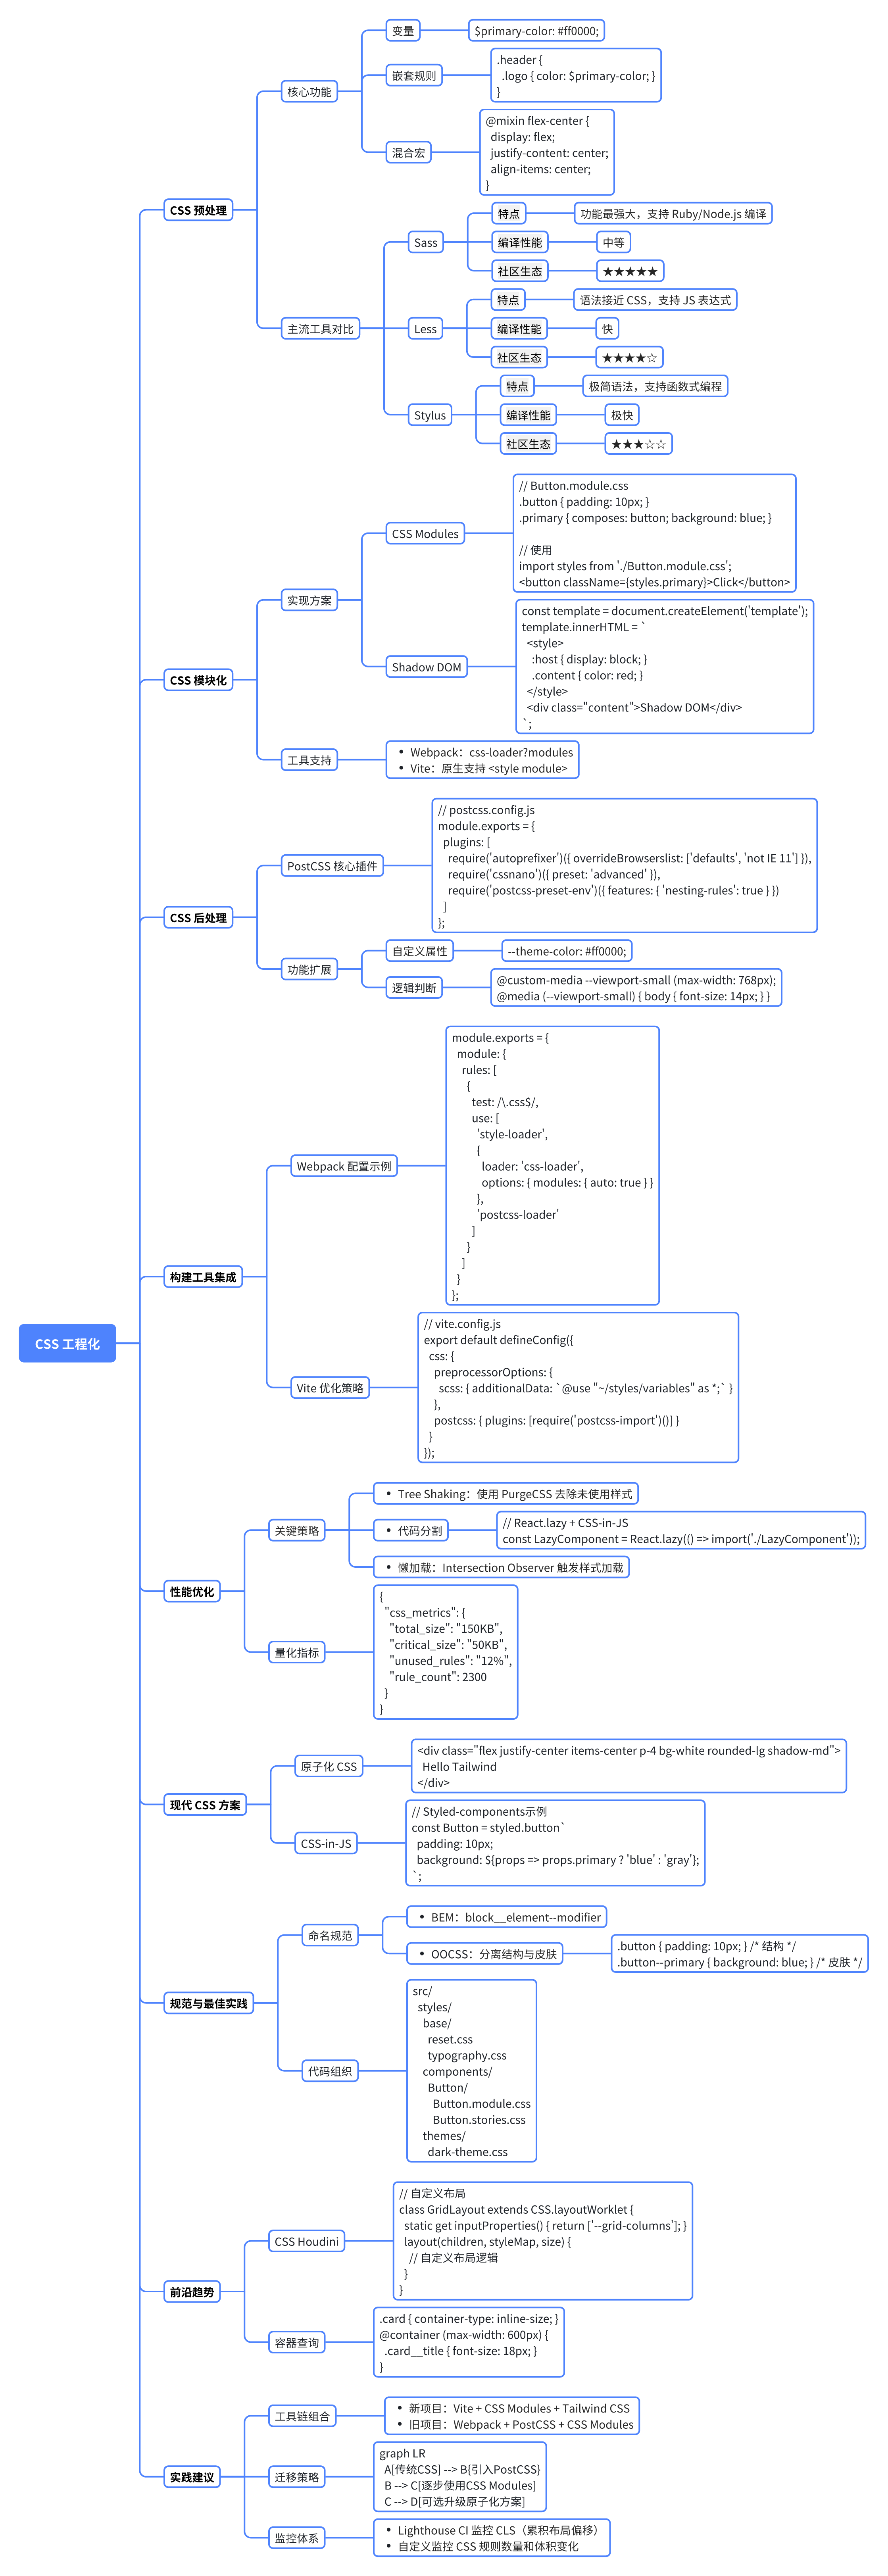 CSS 工程化
CSS 预处理
核心功能
变量
$primary-color: #ff0000;
嵌套规则
.header {
.logo { color: $primary-color; }
}
混合宏
@mixin flex-center {
display: flex;
justify-content: center;
align-items: center;
}
主流工具对比
Sass
特点
功能最强大，支持 Ruby/Node.js 编译
编译性能
中等
社区生态
★★★★★
Less
特点
语法接近 CSS，支持 JS 表达式
编译性能
快
社区生态
★★★★☆
Stylus
特点
极简语法，支持函数式编程
编译性能
极快
社区生态
★★★☆☆
CSS 模块化
实现方案
CSS Modules
// Button.module.css
.button { padding: 10px; }
.primary { composes: button; background: blue; }
// 使用
import styles from './Button.module.css';
<button className={styles.primary}>Click</button>
Shadow DOM
const template = document.createElement('template');
template.innerHTML = `
<style>
:host { display: block; }
.content { color: red; }
</style>
<div class="content">Shadow DOM</div>
`;
工具支持
• Webpack：css-loader?modules
• Vite：原生支持 <style module>
CSS 后处理
PostCSS 核心插件
// postcss.config.js
module.exports = {
plugins: [
require('autoprefixer')({ overrideBrowserslist: ['defaults', 'not IE 11'] }),
require('cssnano')({ preset: 'advanced' }),
require('postcss-preset-env')({ features: { 'nesting-rules': true } })
]
};
功能扩展
自定义属性
--theme-color: #ff0000;
逻辑判断
@custom-media --viewport-small (max-width: 768px);
@media (--viewport-small) { body { font-size: 14px; } }
构建工具集成
Webpack 配置示例
module.exports = {
module: {
rules: [
{
test: /\.css$/,
use: [
'style-loader',
{
loader: 'css-loader',
options: { modules: { auto: true } }
},
'postcss-loader'
]
}
]
}
};
Vite 优化策略
// vite.config.js
export default defineConfig({
css: {
preprocessorOptions: {
scss: { additionalData: `@use "~/styles/variables" as *;` }
},
postcss: { plugins: [require('postcss-import')()] }
}
});
性能优化
关键策略
• Tree Shaking：使用 PurgeCSS 去除未使用样式
• 代码分割
// React.lazy + CSS-in-JS
const LazyComponent = React.lazy(() => import('./LazyComponent'));
• 懒加载：Intersection Observer 触发样式加载
量化指标
{
"css_metrics": {
"total_size": "150KB",
"critical_size": "50KB",
"unused_rules": "12%",
"rule_count": 2300
}
}
现代 CSS 方案
原子化 CSS
<div class="flex justify-center items-center p-4 bg-white rounded-lg shadow-md">
Hello Tailwind
</div>
CSS-in-JS
// Styled-components示例
const Button = styled.button`
padding: 10px;
background: ${props => props.primary ? 'blue' : 'gray'};
`;
规范与最佳实践
命名规范
• BEM：block__element--modifier
• OOCSS：分离结构与皮肤
.button { padding: 10px; } /* 结构 */
.button--primary { background: blue; } /* 皮肤 */
代码组织
src/
styles/
base/
reset.css
typography.css
components/
Button/
Button.module.css
Button.stories.css
themes/
dark-theme.css
前沿趋势
CSS Houdini
// 自定义布局
class GridLayout extends CSS.layoutWorklet {
static get inputProperties() { return ['--grid-columns']; }
layout(children, styleMap, size) {
// 自定义布局逻辑
}
}
容器查询
.card { container-type: inline-size; }
@container (max-width: 600px) {
.card__title { font-size: 18px; }
}
实践建议
工具链组合
• 新项目：Vite + CSS Modules + Tailwind CSS
• 旧项目：Webpack + PostCSS + CSS Modules
迁移策略
graph LR
A[传统CSS] --> B{引入PostCSS}
B --> C[逐步使用CSS Modules]
C --> D[可选升级原子化方案]
监控体系
• Lighthouse CI 监控 CLS（累积布局偏移）
• 自定义监控 CSS 规则数量和体积变化